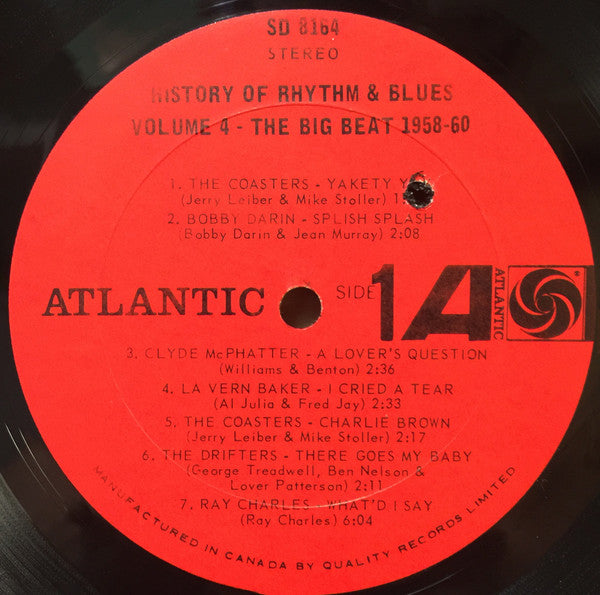 SD 8164
STEREO
HISTORY OF RHYTHM & BLUES
VOLUME 4 - THE BIG BEAT 1958-60
1. THE COASTERS - YAKETY
(Jerry Leiber & Mike Stoller)
2. BOBBY DARIN - SPLISH SPLASH
(Bobby Darin & Jean Murray) 2:08
ATLANTIC SIDE 1 A ATLANTIC
3. CLYDE McPHATTER - A LOVER'S QUESTION
(Williams & Benton) 2:36
4. LA VERN BAKER - I CRIED A TEAR
(Al Julia & Fred Jay) 2:33
5. THE COASTERS - CHARLIE BROWN
(Jerry Leiber & Mike Stoller) 2:17
6. THE DRIFTERS - THERE GOES MY BABY
(George Treadwell, Ben Nelson &
Lover Patterson) 2:11
7. RAY CHARLES - WHAT'D I SAY
(Ray Charles) 6:04
MANUFACTURED IN CANADA BY QUALITY RECORDS LIMITED